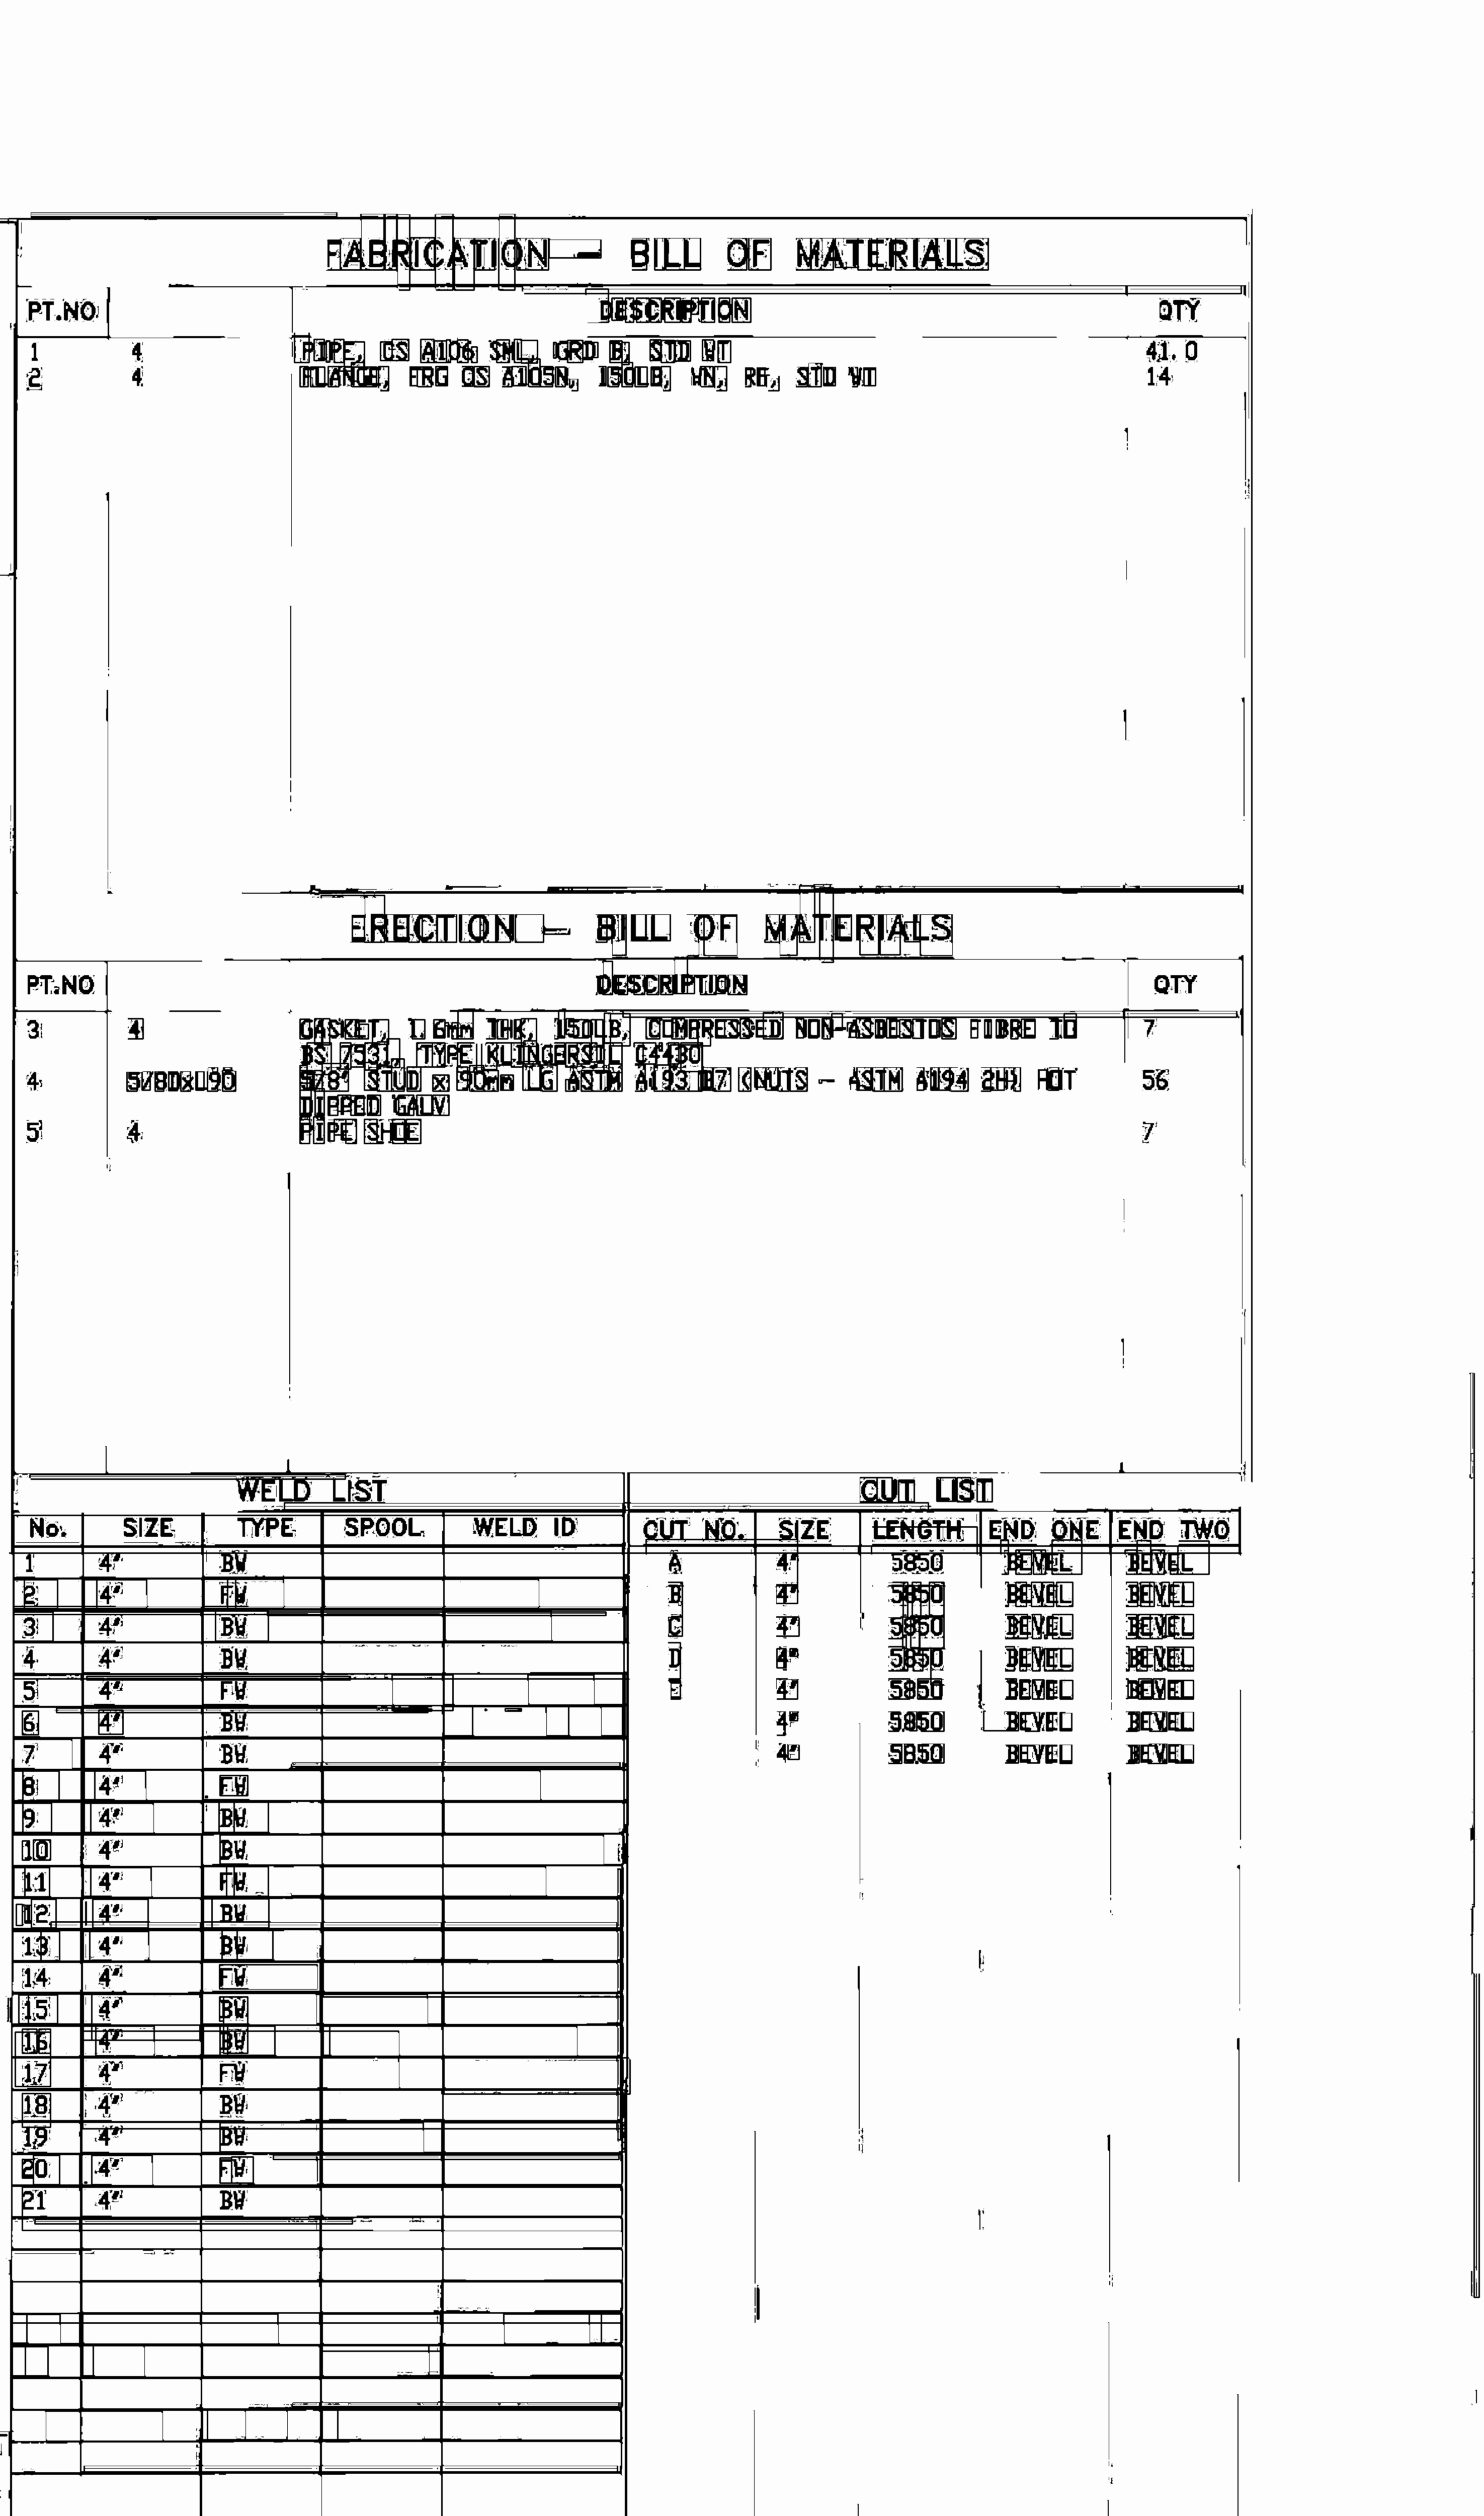 FABRICATION — BILL OF MATERIALS
PT.NO DESCRIPTION QTY
1 4 PIPE, CS A106 SML, GRD B, STD WT 41.0
2 4 FLANGE, FRG CS A105N, 150LB, WN, RF, STD WT 14
ERECTION — BILL OF MATERIALS
PT.NO DESCRIPTION QTY
3 4 GASKET, 1.6mm THK, 150LB, COMPRESSED NON-ASBESTOS FIBRE TO 7
BS 7531, TYPE KLINGERSIL C4430
4 5/8DxL90 5/8" STUD x 90mm LG ASTM A193 B7 (NUTS - ASTM A194 2H) HOT 56
DIPPED GALV
5 4 PIPE SHOE 7
WELD LIST
No. SIZE TYPE SPOOL WELD ID
1 4" BW
2 4" FW
3 4" BW
4 4" BW
5 4" FW
6 4" BW
7 4" BW
8 4" FW
9 4" BW
10 4" BW
11 4" FW
12 4" BW
13 4" BW
14 4" FW
15 4" BW
16 4" BW
17 4" FW
18 4" BW
19 4" BW
20 4" FW
21 4" BW
CUT LIST
CUT NO. SIZE LENGTH END ONE END TWO
A 4" 5850 BEVEL BEVEL
B 4" 5850 BEVEL BEVEL
C 4" 5850 BEVEL BEVEL
D 4" 5850 BEVEL BEVEL
E 4" 5850 BEVEL BEVEL
4" 5850 BEVEL BEVEL
4" 5850 BEVEL BEVEL